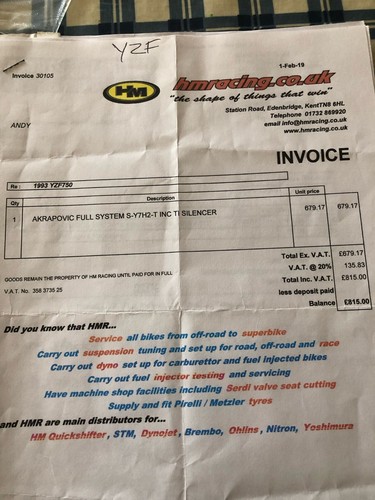 YZF
1-Feb-19
Invoice 30105
HM
hmracing.co.uk
"the shape of things that win"
Station Road, Edenbridge, KentTN8 6HL
Telephone 01732 869920
email info@hmracing.co.uk
www.hmracing.co.uk
ANDY
INVOICE
Re : 1993 YZF750
Qty Description Unit price
1 AKRAPOVIC FULL SYSTEM S-Y7H2-T INC TI SILENCER 679.17 679.17
Total Ex. V.A.T. £679.17
V.A.T. @ 20% 135.83
GOODS REMAIN THE PROPERTY OF HM RACING UNTIL PAID FOR IN FULL
Total Inc. V.A.T. £815.00
V.A.T. No. 358 3735 25
less deposit paid
Balance £815.00
Did you know that HMR...
Service all bikes from off-road to superbike
Carry out suspension tuning and set up for road, off-road and race
Carry out dyno set up for carburettor and fuel injected bikes
Carry out fuel injector testing and servicing
Have machine shop facilities including Serdi valve seat cutting
Supply and fit Pirelli / Metzler tyres
and HMR are main distributors for...
HM Quickshifter, STM, Dynojet, Brembo, Ohlins, Nitron, Yoshimura